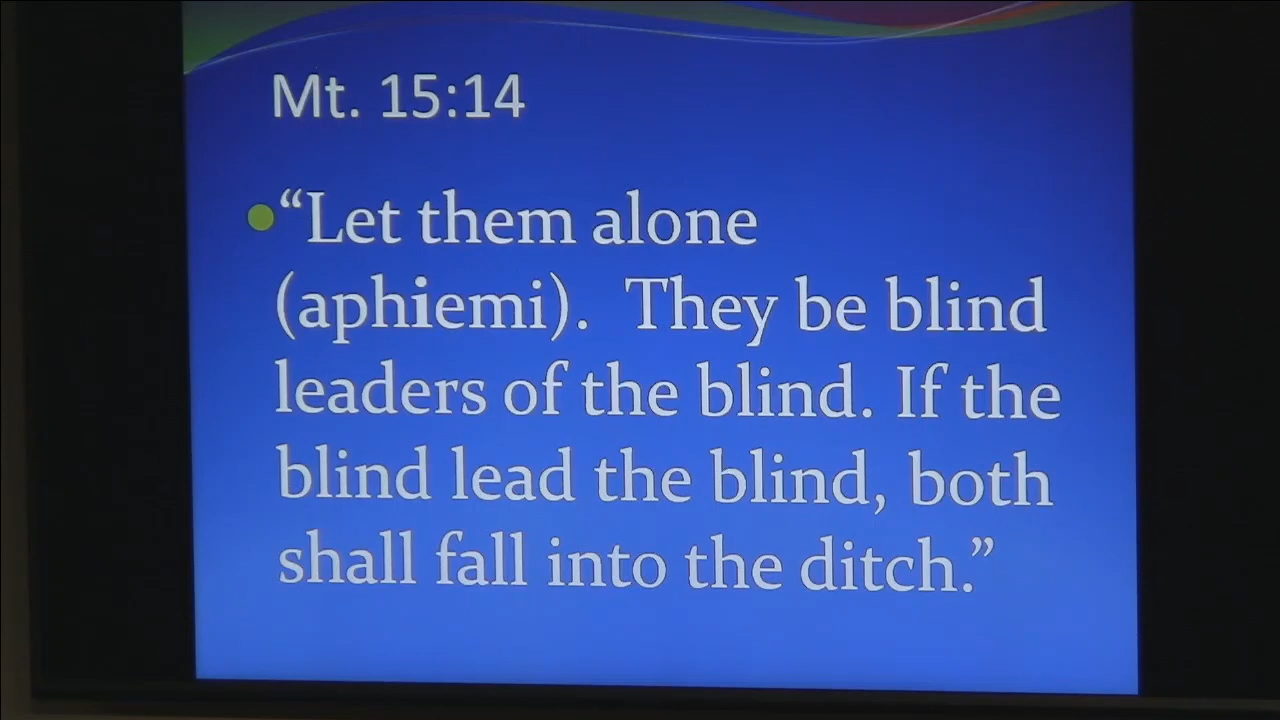 Mt. 15:14
“Let them alone
(aphiemi).  They be blind
leaders of the blind. If the
blind lead the blind, both
shall fall into the ditch.”